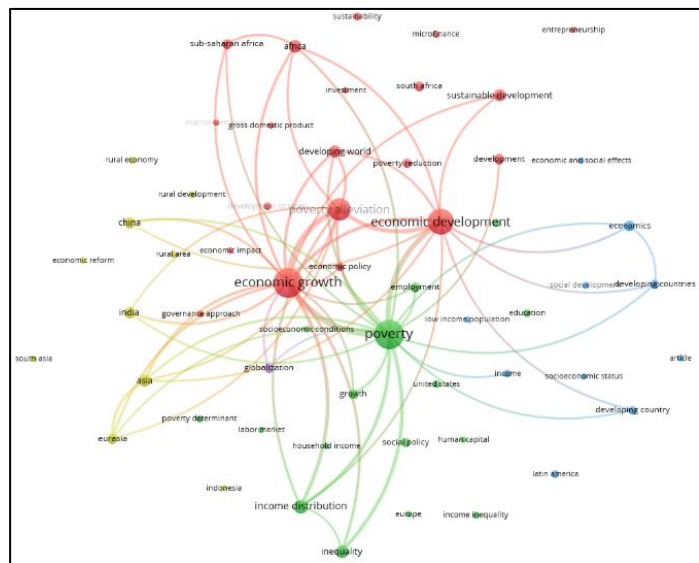 sustainability
microfinance
entrepreneurship
sub-saharan africa
africa
investment
south africa
sustainable development
gross domestic product
developing world
poverty reduction
development
economic and social effects
rural economy
rural development
poverty alleviation
china
economic development
economics
economic reform
rural area
economic impact
economic policy
economic growth
employment
social development
developing countries
india
governance approach
socioeconomic conditions
poverty
low income population
education
south asia
asia
globalization
income
socioeconomic status
article
growth
united states
developing country
eurasia
poverty determinant
labor market
household income
social policy
human capital
latin america
indonesia
income distribution
europe
income inequality
inequality